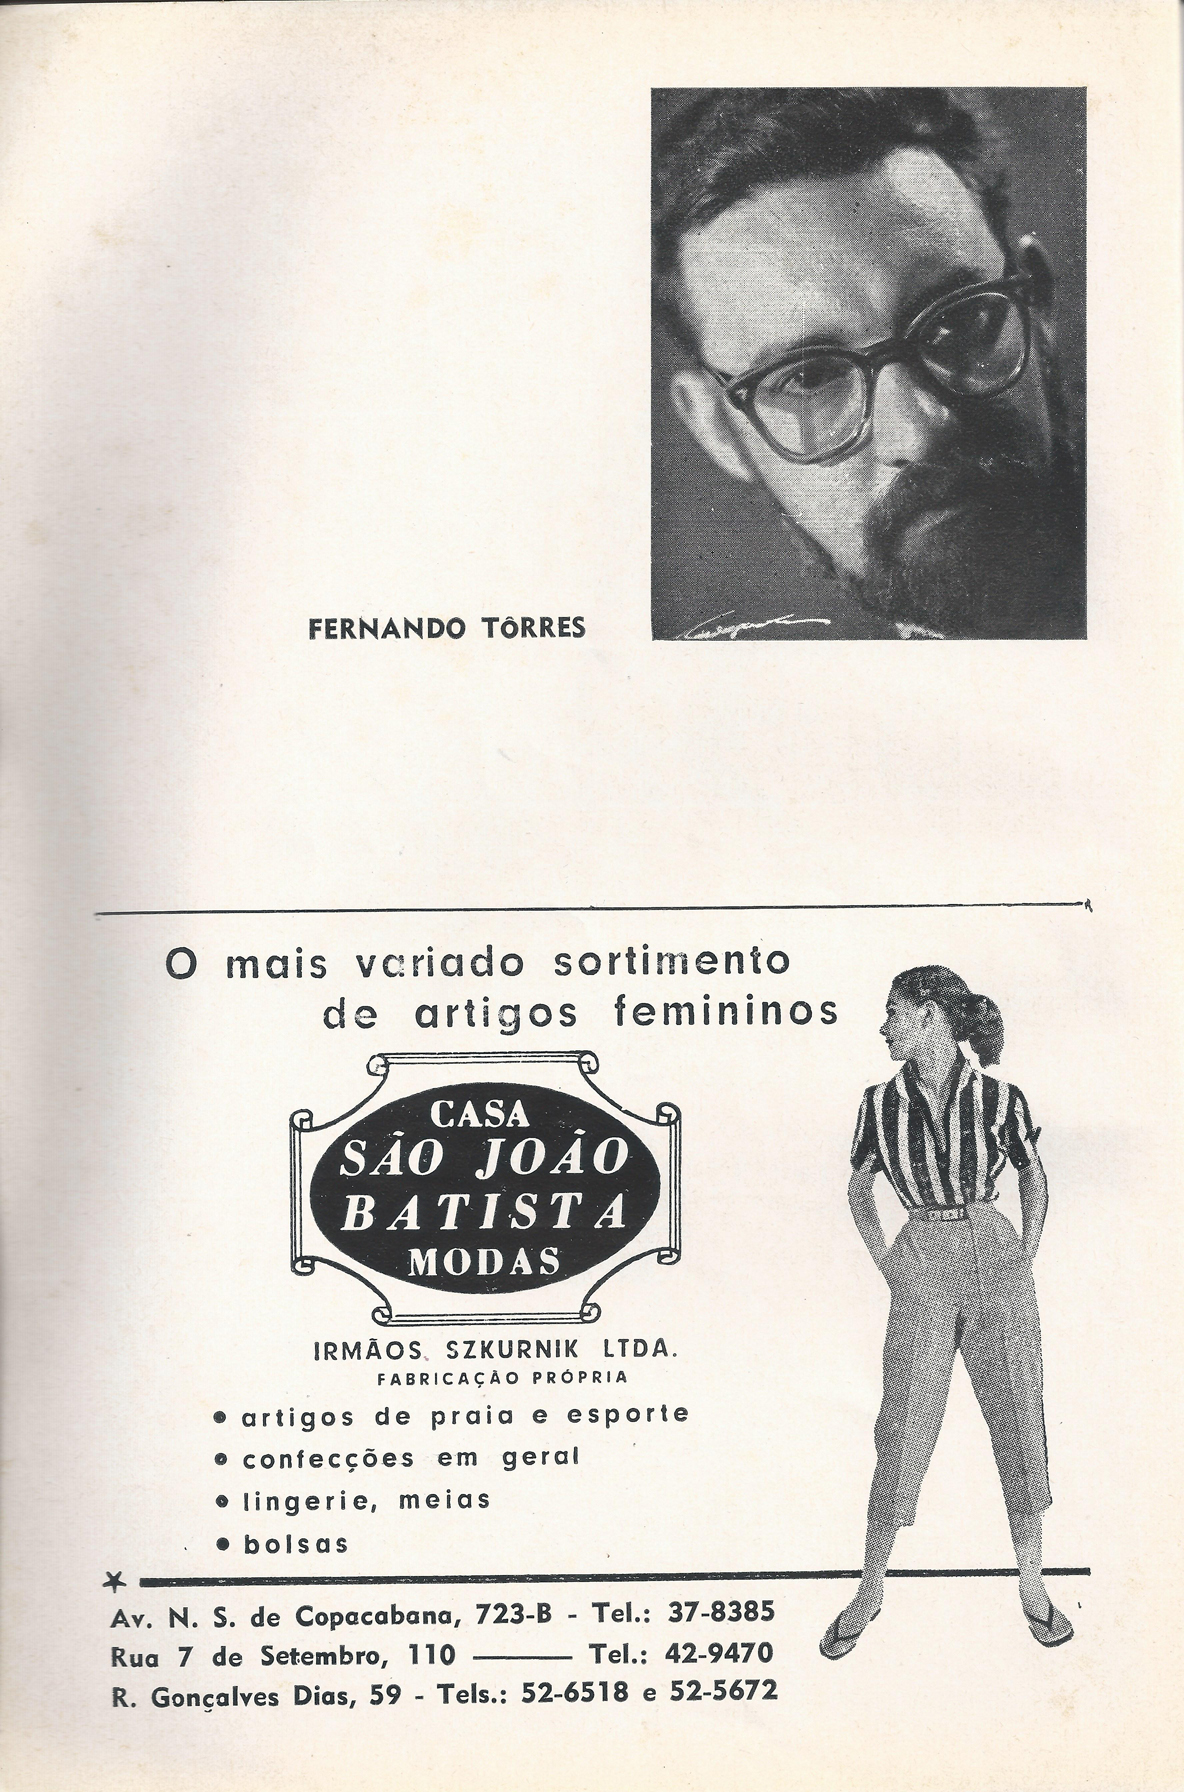 FERNANDO TÔRRES
O mais variado sortimento
de artigos femininos
CASA
SÃO JOÃO
BATISTA
MODAS
IRMÃOS SZKURNIK LTDA.
FABRICAÇÃO PRÓPRIA
• artigos de praia e esporte
• confecções em geral
• lingerie, meias
• bolsas
Av. N. S. de Copacabana, 723-B - Tel.: 37-8385
Rua 7 de Setembro, 110 —— Tel.: 42-9470
R. Gonçalves Dias, 59 - Tels.: 52-6518 e 52-5672